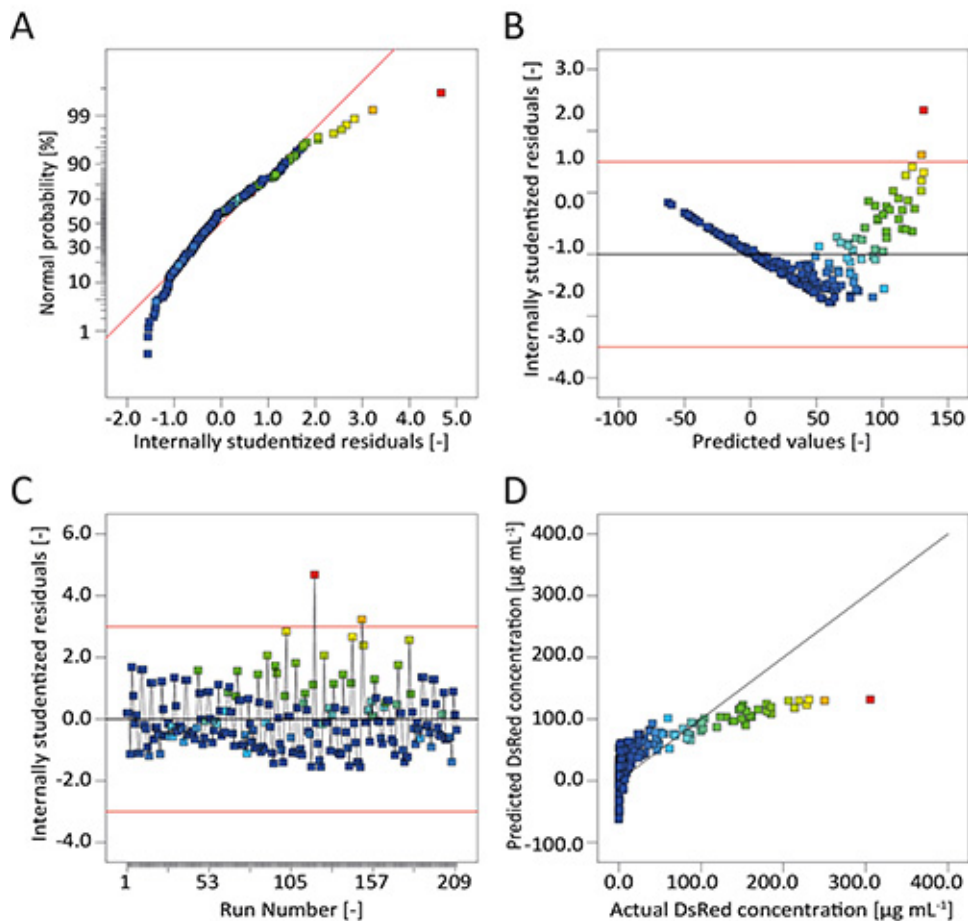 A
Normal probability [%]
99
90
70
50
30
10
1
-2.0 -1.0 0.0 1.0 2.0 3.0 4.0 5.0
Internally studentized residuals [-]
B
Internally studentized residuals [-]
3.0
2.0
1.0
0.0
-1.0
-2.0
-3.0
-4.0
-100 -50 0 50 100 150
Predicted values [-]
C
Internally studentized residuals [-]
6.0
4.0
2.0
0.0
-2.0
-4.0
1 53 105 157 209
Run Number [-]
D
Predicted DsRed concentration [µg mL⁻¹]
400.0
300.0
200.0
100.0
0.0
-100.0
0.0 100.0 200.0 300.0 400.0
Actual DsRed concentration [µg mL⁻¹]